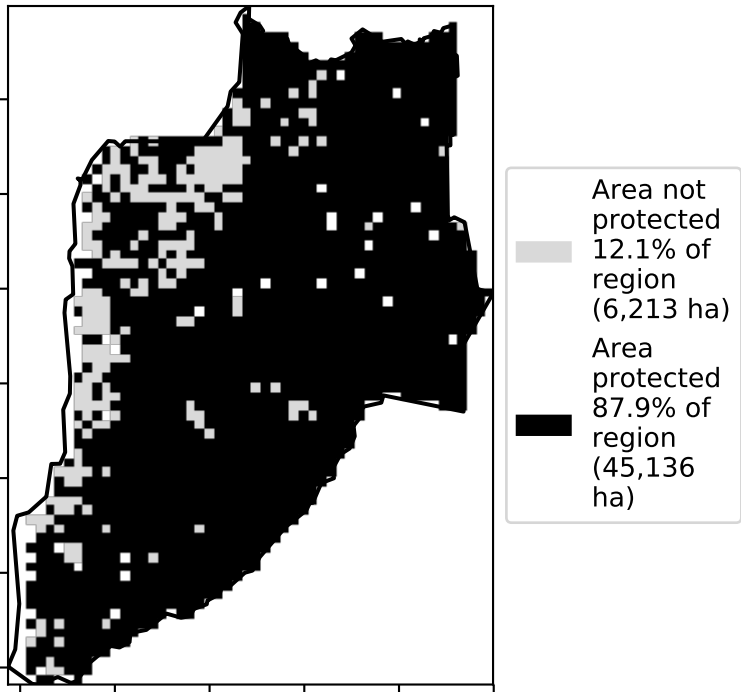 Area not
protected
12.1% of
region
(6,213 ha)
Area
protected
87.9% of
region
(45,136
ha)